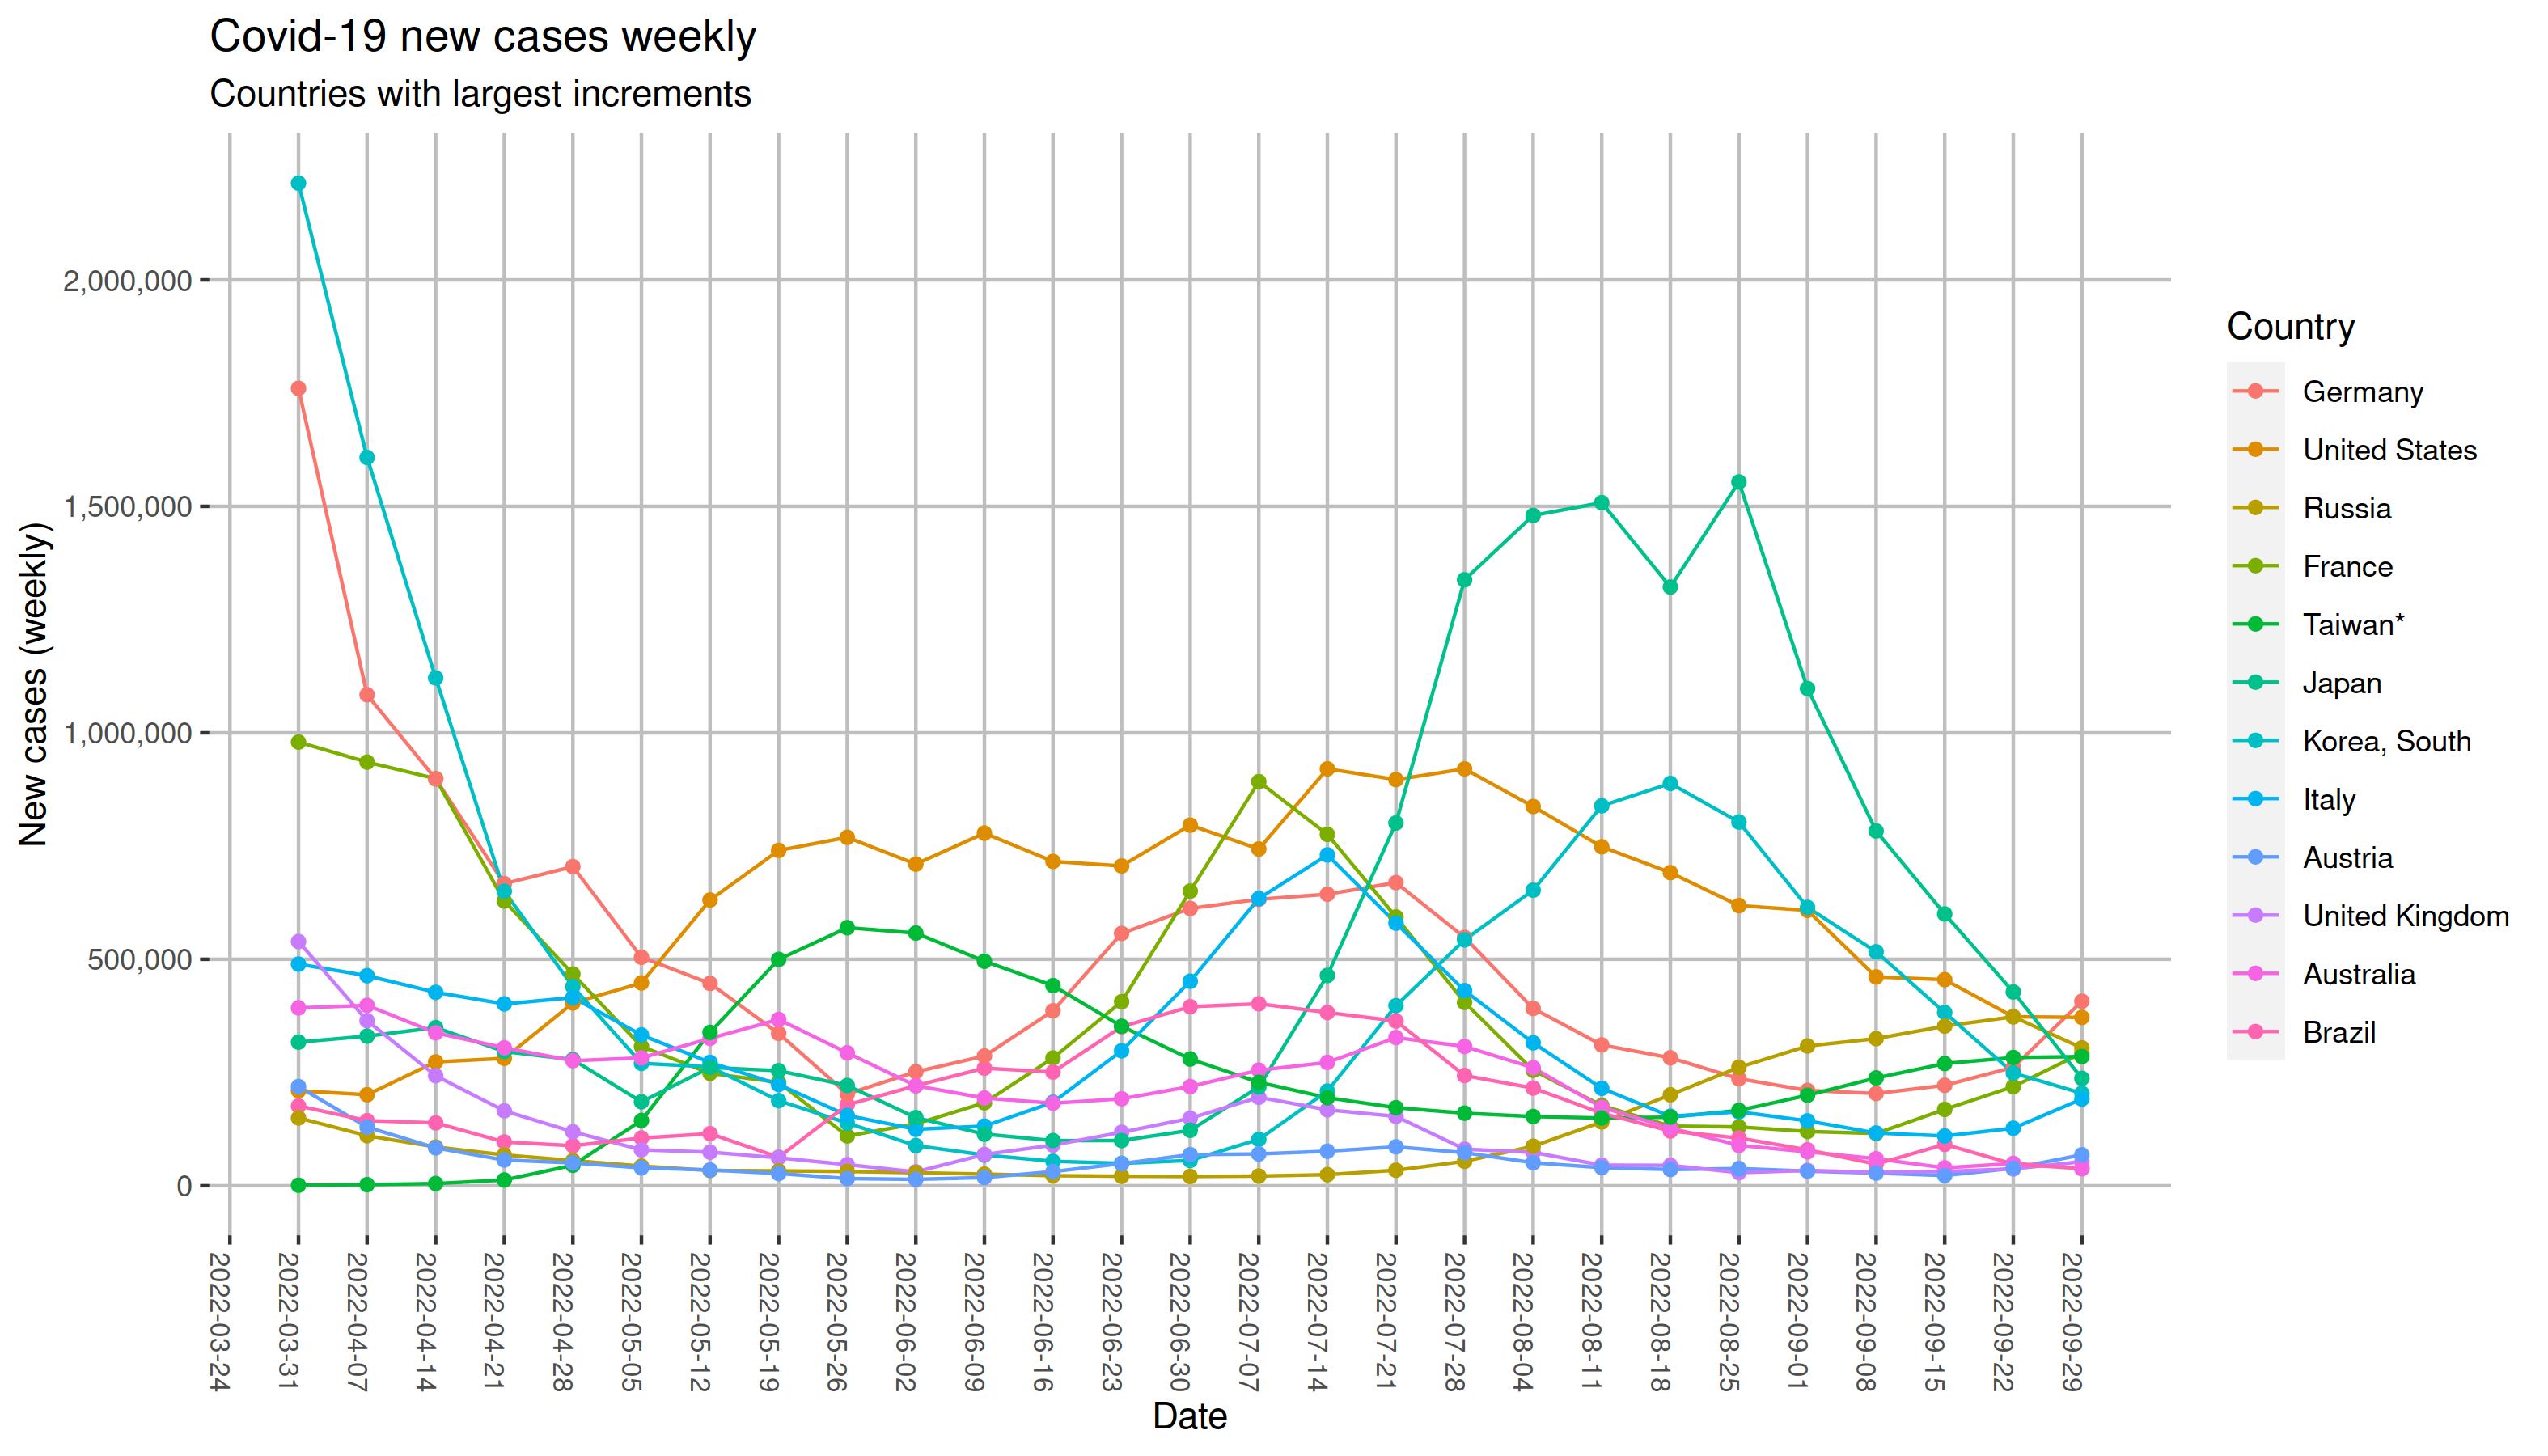 Covid-19 new cases weekly
Countries with largest increments
New cases (weekly)
2,000,000
1,500,000
1,000,000
500,000
0
2022-03-24
2022-03-31
2022-04-07
2022-04-14
2022-04-21
2022-04-28
2022-05-05
2022-05-12
2022-05-19
2022-05-26
2022-06-02
2022-06-09
2022-06-16
2022-06-23
2022-06-30
2022-07-07
2022-07-14
2022-07-21
2022-07-28
2022-08-04
2022-08-11
2022-08-18
2022-08-25
2022-09-01
2022-09-08
2022-09-15
2022-09-22
2022-09-29
Date
Country
Germany
United States
Russia
France
Taiwan*
Japan
Korea, South
Italy
Austria
United Kingdom
Australia
Brazil